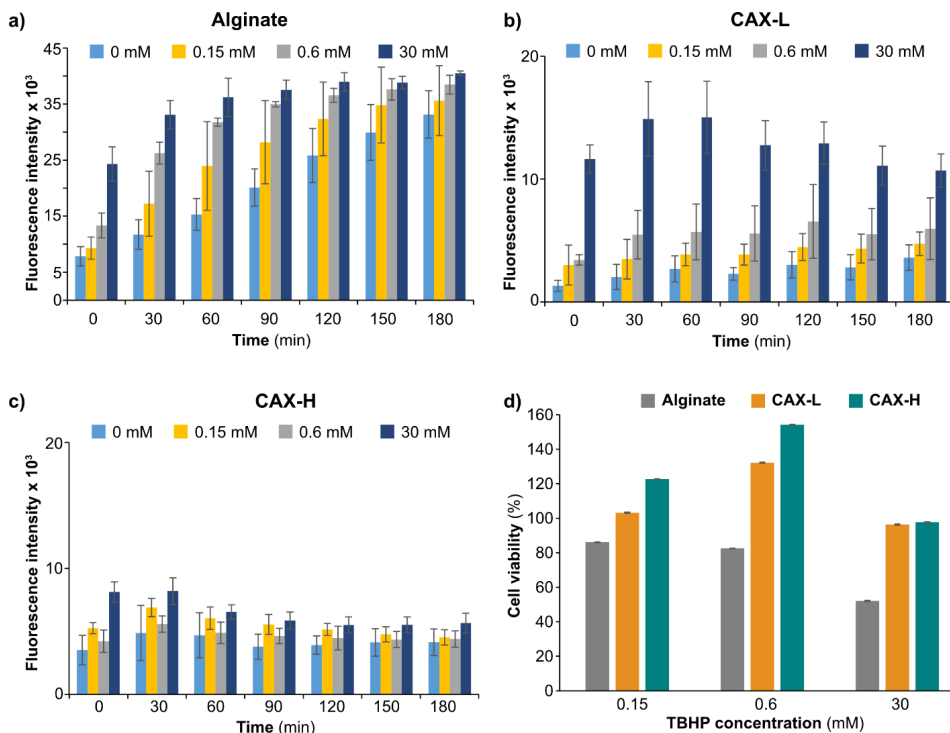 a) Alginate
0 mM 0.15 mM 0.6 mM 30 mM
Fluorescence intensity x 10³
45
35
25
15
5
0 30 60 90 120 150 180
Time (min)
b) CAX-L
0 mM 0.15 mM 0.6 mM 30 mM
Fluorescence intensity x 10³
20
10
0
0 30 60 90 120 150 180
Time (min)
c) CAX-H
0 mM 0.15 mM 0.6 mM 30 mM
Fluorescence intensity x 10³
20
10
0
0 30 60 90 120 150 180
Time (min)
d)
Alginate CAX-L CAX-H
Cell viability (%)
160
140
120
100
80
60
40
20
0
0.15 0.6 30
TBHP concentration (mM)